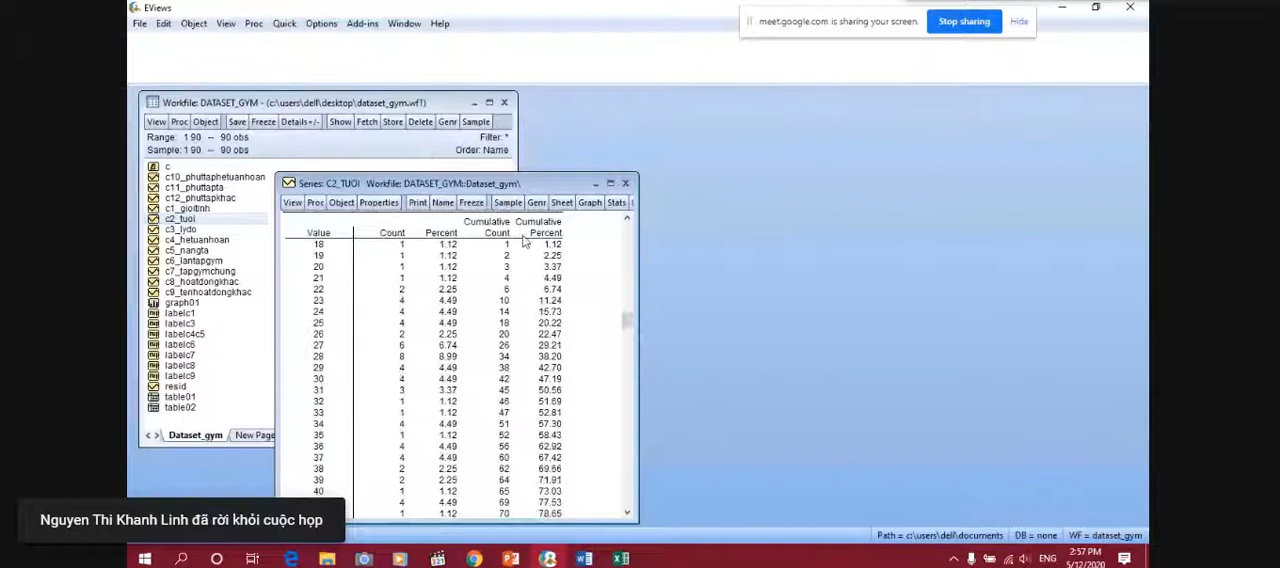 EViews
File Edit Object View Proc Quick Options Add-ins Window Help
meet.google.com is sharing your screen. Stop sharing Hide
Workfile: DATASET_GYM - (c:\users\dell\desktop\dataset_gym.wf1)
View Proc Object Save Freeze Details+/- Show Fetch Store Delete Genr Sample
Range: 1 90 -- 90 obs Filter: *
Sample: 1 90 -- 90 obs Order: Name
c
c10_phuttaphetuanhoan
c11_phuttapta
c12_phuttapkhac
c1_gioitinh
c2_tuoi
c3_lydo
c4_hetuanhoan
c5_nangta
c6_lantapgym
c7_tapgymchung
c8_hoatdongkhac
c9_tenhoatdongkhac
graph01
labelc1
labelc3
labelc4c5
labelc6
labelc7
labelc8
labelc9
resid
table01
table02
Dataset_gym New Page
Series: C2_TUOI Workfile: DATASET_GYM::Dataset_gym\
View Proc Object Properties Print Name Freeze Sample Genr Sheet Graph Stats
Cumulative Cumulative
Value Count Percent Count Percent
18 1 1.12 1 1.12
19 1 1.12 2 2.25
20 1 1.12 3 3.37
21 1 1.12 4 4.49
22 2 2.25 6 6.74
23 4 4.49 10 11.24
24 4 4.49 14 15.73
25 4 4.49 18 20.22
26 2 2.25 20 22.47
27 6 6.74 26 29.21
28 8 8.99 34 38.20
29 4 4.49 38 42.70
30 4 4.49 42 47.19
31 3 3.37 45 50.56
32 1 1.12 46 51.69
33 1 1.12 47 52.81
34 4 4.49 51 57.30
35 1 1.12 52 58.43
36 4 4.49 56 62.92
37 4 4.49 60 67.42
38 2 2.25 62 69.66
39 2 2.25 64 71.91
40 1 1.12 65 73.03
4 4.49 69 77.53
1 1.12 70 78.65
Nguyen Thi Khanh Linh đã rời khỏi cuộc họp
Path = c:\users\dell\documents DB = none WF = dataset_gym
ENG
2:57 PM
5/12/2020